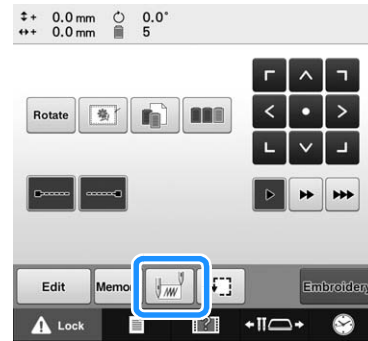 + 0.0 mm 0.0°
+ 0.0 mm 5
Rotate
Edit Memo Embroidery
Lock